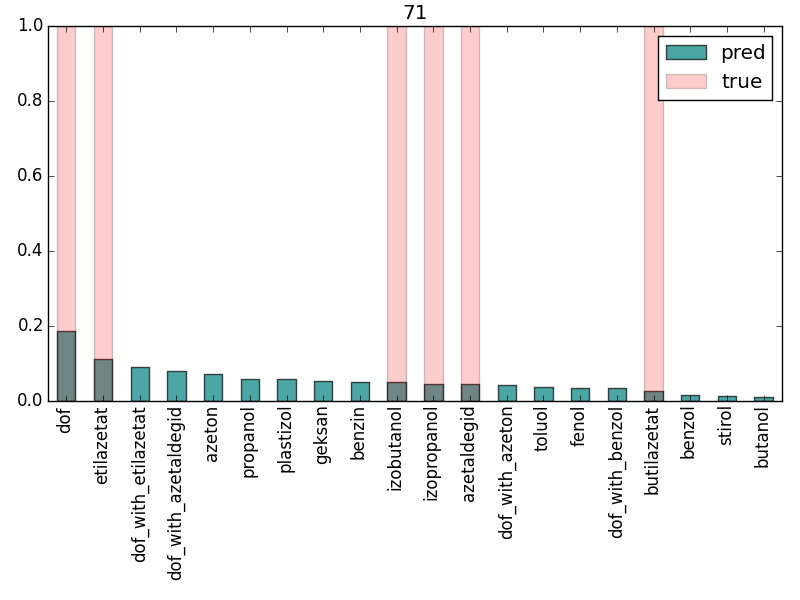 71
1.0
0.8
0.6
0.4
0.2
0.0
pred
true
dof
etilazetat
dof_with_etilazetat
dof_with_azetaldegid
azeton
propanol
plastizol
geksan
benzin
izobutanol
izopropanol
azetaldegid
dof_with_azeton
toluol
fenol
dof_with_benzol
butilazetat
benzol
stirol
butanol